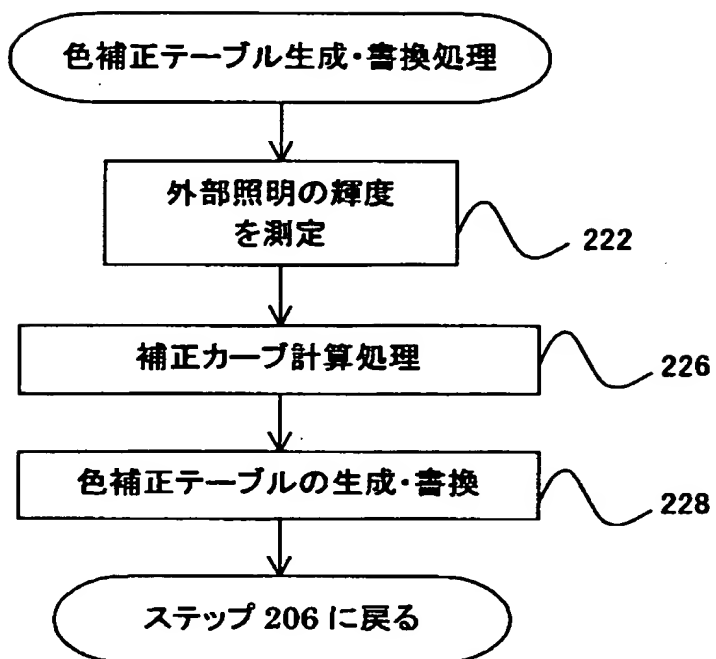 色補正テーブル生成・書換処理
外部照明の輝度
を測定
222
補正カーブ計算処理
226
色補正テーブルの生成・書換
228
ステップ 206 に戻る